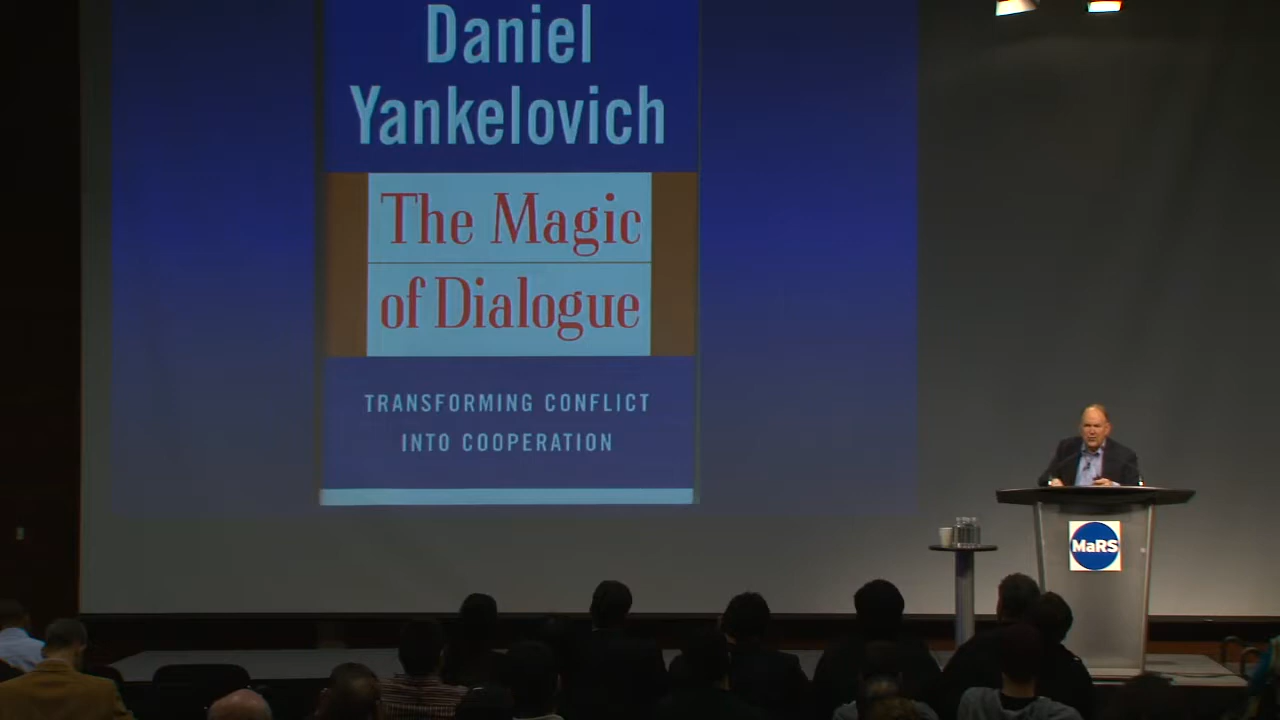 Daniel
Yankelovich
The Magic
of Dialogue
TRANSFORMING CONFLICT
INTO COOPERATION
MaRS